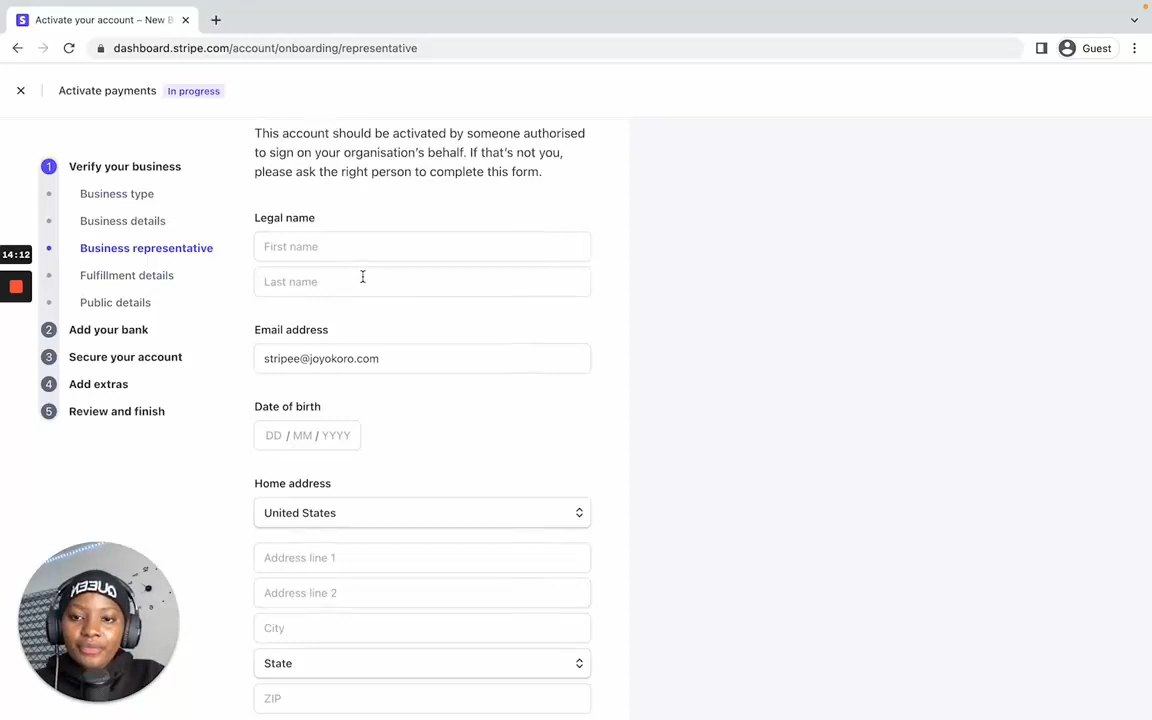 Activate your account – New B
dashboard.stripe.com/account/onboarding/representative
Guest
Activate payments
In progress
This account should be activated by someone authorised
to sign on your organisation's behalf. If that's not you,
please ask the right person to complete this form.
1 Verify your business
Business type
Business details
Business representative
Fulfillment details
Public details
2 Add your bank
3 Secure your account
4 Add extras
5 Review and finish
14:12
Legal name
First name
Last name
Email address
stripee@joyokoro.com
Date of birth
DD / MM / YYYY
Home address
United States
Address line 1
Address line 2
City
State
ZIP
QUEEN